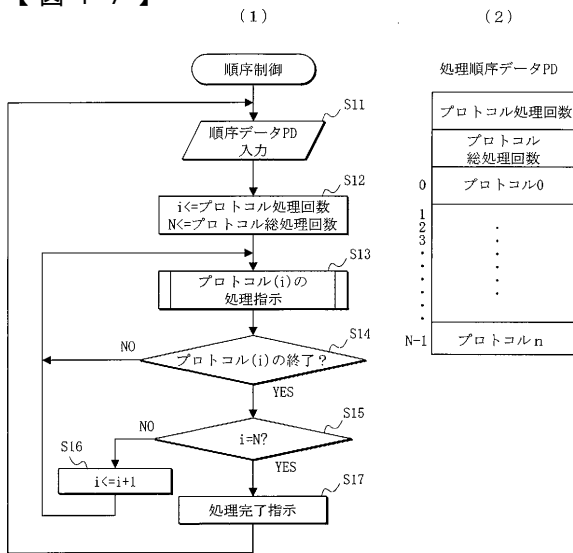 【図17】
(1)
順序制御
S11
順序データPD
入力
S12
i<=プロトコル処理回数
N<=プロトコル総処理回数
S13
プロトコル(i)の
処理指示
S14
NO
プロトコル(i)の終了?
YES
S15
NO
i=N?
YES
S16
i<=i+1
S17
処理完了指示
(2)
処理順序データPD
プロトコル処理回数
プロトコル
総処理回数
0
プロトコル0
1
2
3
N-1
プロトコルn